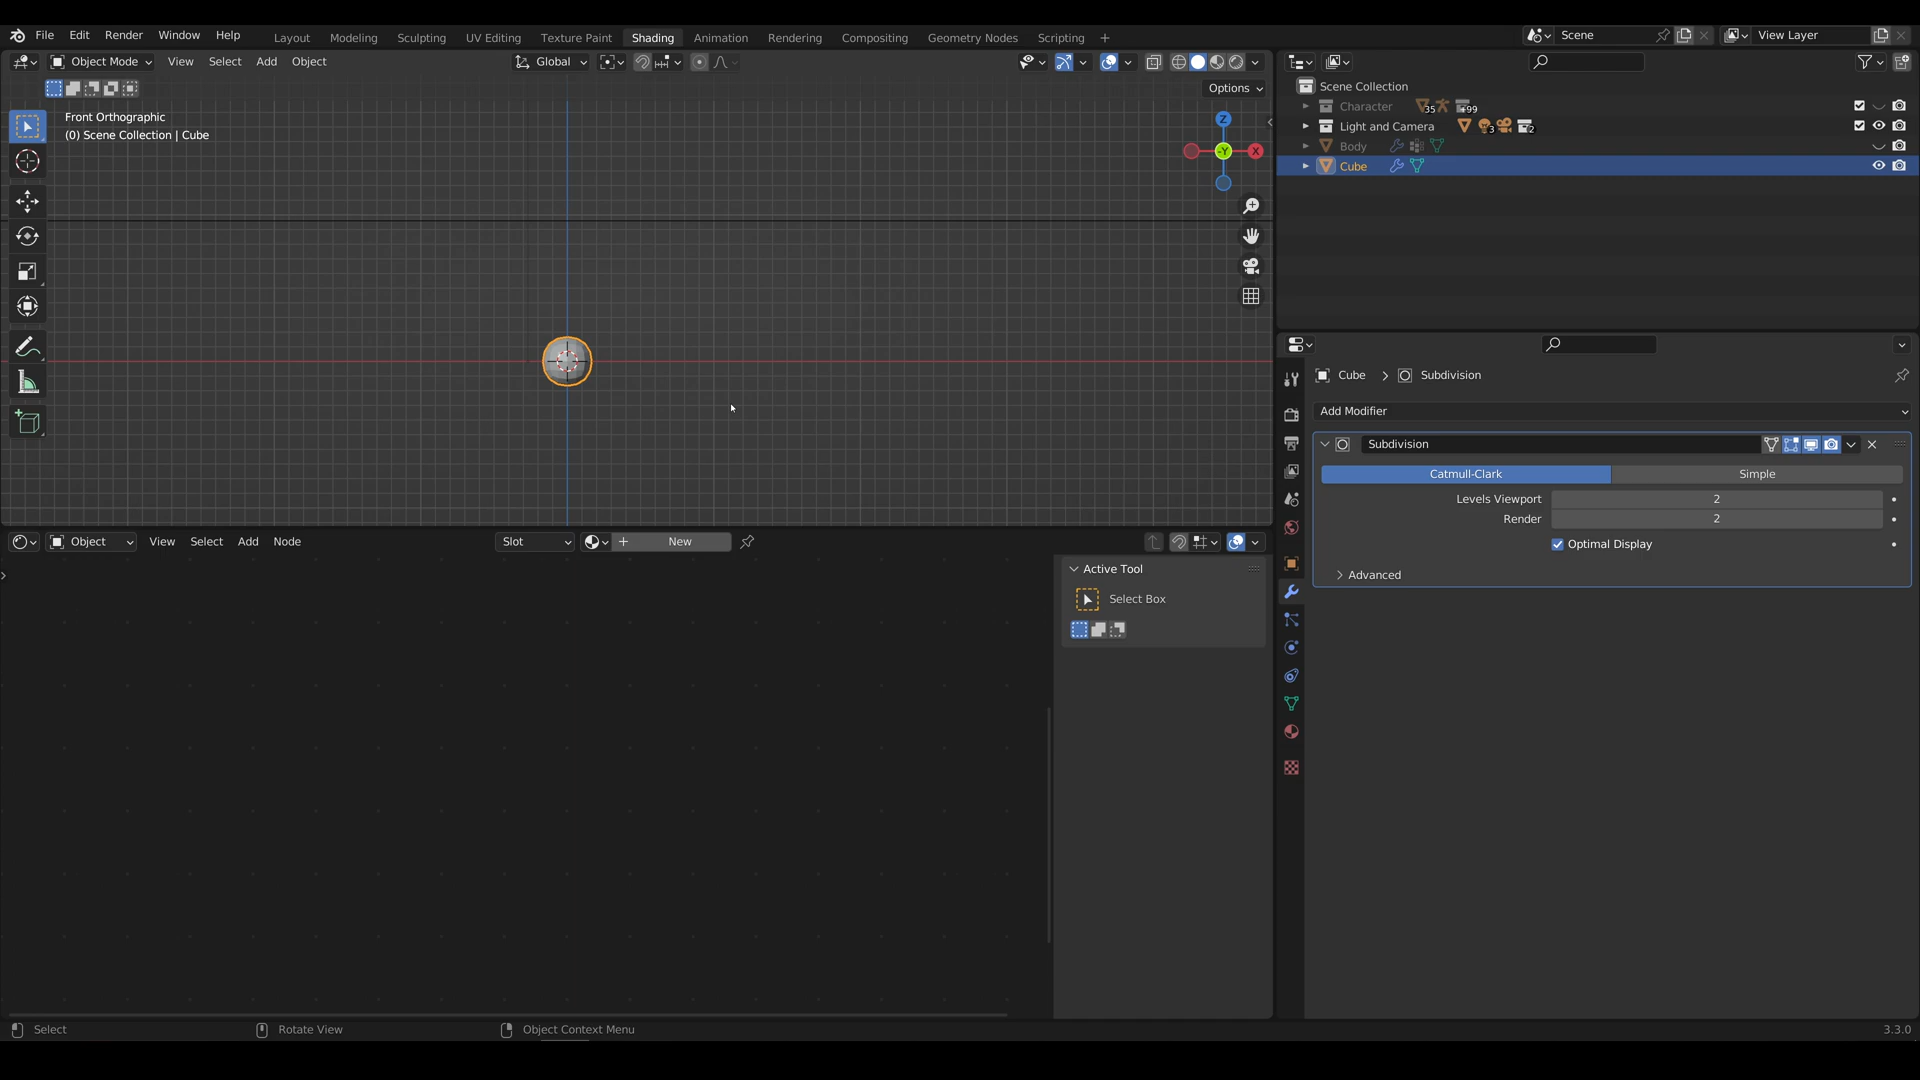 File Edit Render Window Help Layout Modeling Sculpting UV Editing Texture Paint Shading Animation Rendering Compositing Geometry Nodes Scripting + Scene View Layer
Object Mode View Select Add Object Global
Options
Front Orthographic
(0) Scene Collection | Cube
Z
-Y
X
Scene Collection
Character 35 +99
Light and Camera 3 2
Body
Cube
Cube > Subdivision
Add Modifier
Subdivision
Catmull-Clark Simple
Levels Viewport 2
Render 2
Optimal Display
Advanced
Object View Select Add Node Slot + New
Active Tool
Select Box
Select Rotate View Object Context Menu 3.3.0